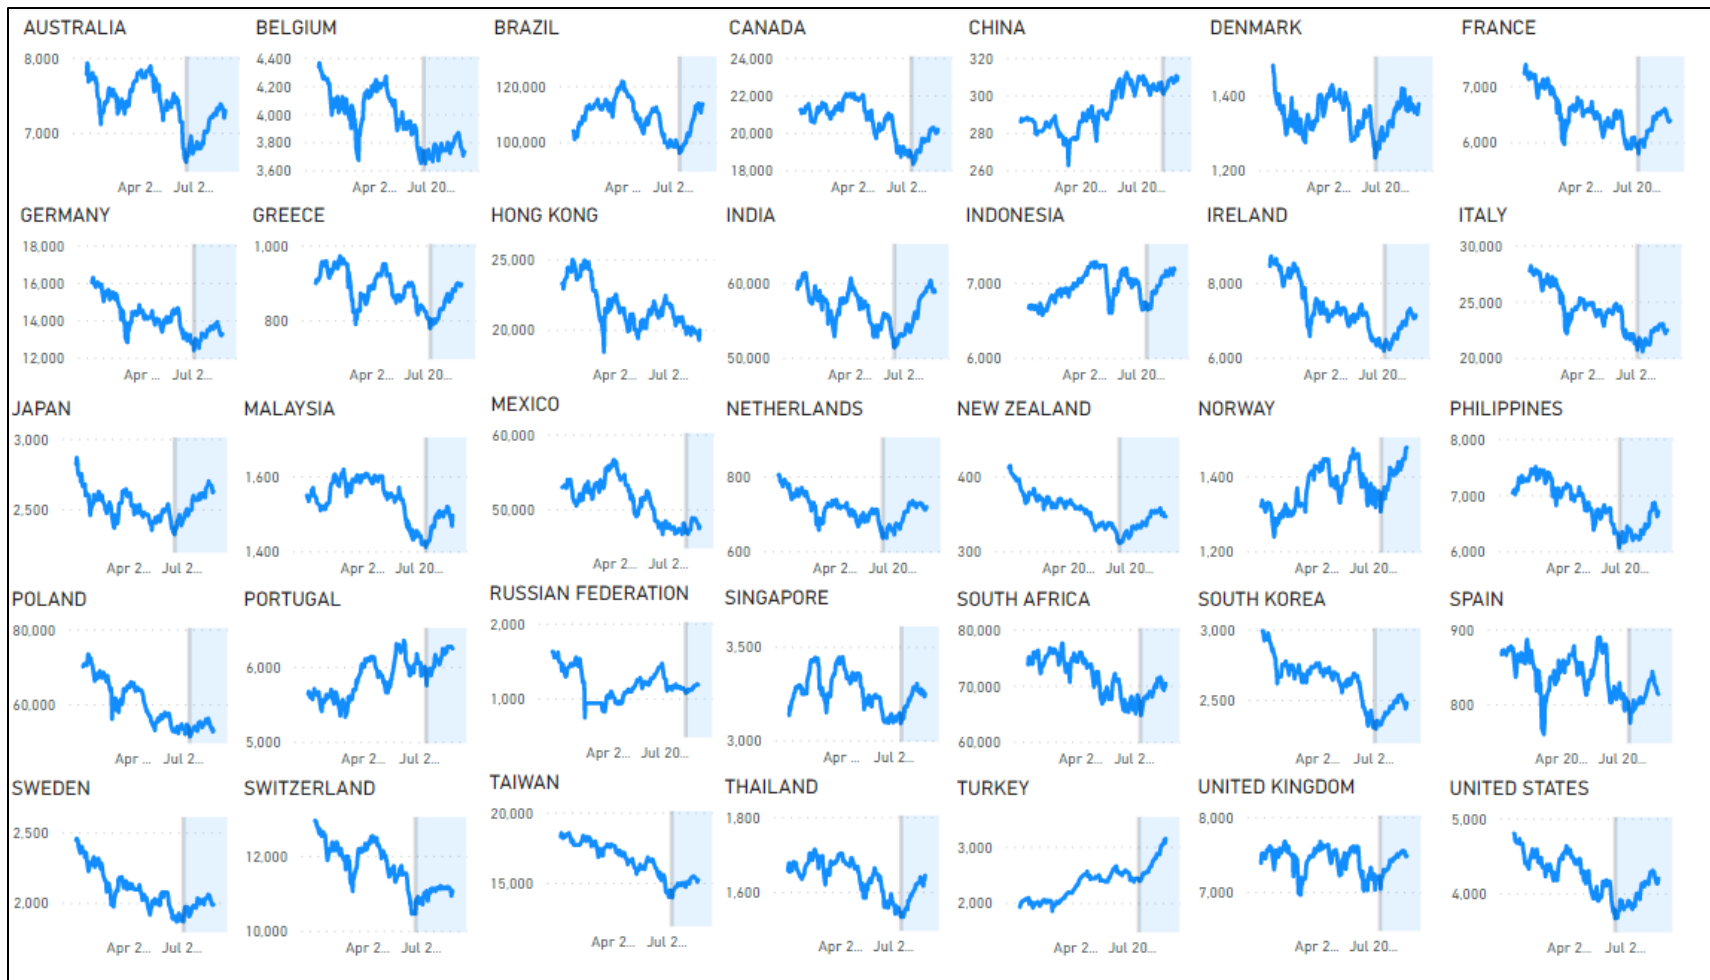 AUSTRALIA
8,000
7,000
Apr 2... Jul 2...
BELGIUM
4,400
4,200
4,000
3,800
3,600
Apr 2... Jul 20...
BRAZIL
120,000
100,000
Apr ... Jul 2...
CANADA
24,000
22,000
20,000
18,000
Apr 2... Jul 2...
CHINA
320
300
280
260
Apr 20... Jul 20...
DENMARK
1,400
1,200
Apr 2... Jul 20...
FRANCE
7,000
6,000
Apr 2... Jul 2...
GERMANY
18,000
16,000
14,000
12,000
Apr ... Jul 2...
GREECE
1,000
800
Apr 2... Jul 20...
HONG KONG
25,000
20,000
Apr 2... Jul 2...
INDIA
60,000
50,000
Apr 2... Jul 2...
INDONESIA
7,000
6,000
Apr 2... Jul 20...
IRELAND
8,000
6,000
Apr 2... Jul 20...
ITALY
30,000
25,000
20,000
Apr 2... Jul 2...
JAPAN
3,000
2,500
Apr 2... Jul 2...
MALAYSIA
1,600
1,400
Apr 2... Jul 20...
MEXICO
60,000
50,000
Apr 2... Jul 2...
NETHERLANDS
800
600
Apr 2... Jul 20...
NEW ZEALAND
400
300
Apr 20... Jul 20...
NORWAY
1,400
1,200
Apr 2... Jul 20...
PHILIPPINES
8,000
7,000
6,000
Apr 2... Jul 2...
POLAND
80,000
60,000
Apr ... Jul 2...
PORTUGAL
6,000
5,000
Apr 2... Jul 2...
RUSSIAN FEDERATION
2,000
1,000
Apr 2... Jul 20...
SINGAPORE
3,500
3,000
Apr ... Jul 2...
SOUTH AFRICA
80,000
70,000
60,000
Apr 2... Jul 2...
SOUTH KOREA
3,000
2,500
Apr 2... Jul 2...
SPAIN
900
800
Apr 20... Jul 20...
SWEDEN
2,500
2,000
Apr 2... Jul 2...
SWITZERLAND
12,000
10,000
Apr 2... Jul 2...
TAIWAN
20,000
15,000
Apr 2... Jul 2...
THAILAND
1,800
1,600
Apr 2... Jul 2...
TURKEY
3,000
2,000
Apr 2... Jul 20...
UNITED KINGDOM
8,000
7,000
Apr 2... Jul 20...
UNITED STATES
5,000
4,000
Apr 2... Jul 2...